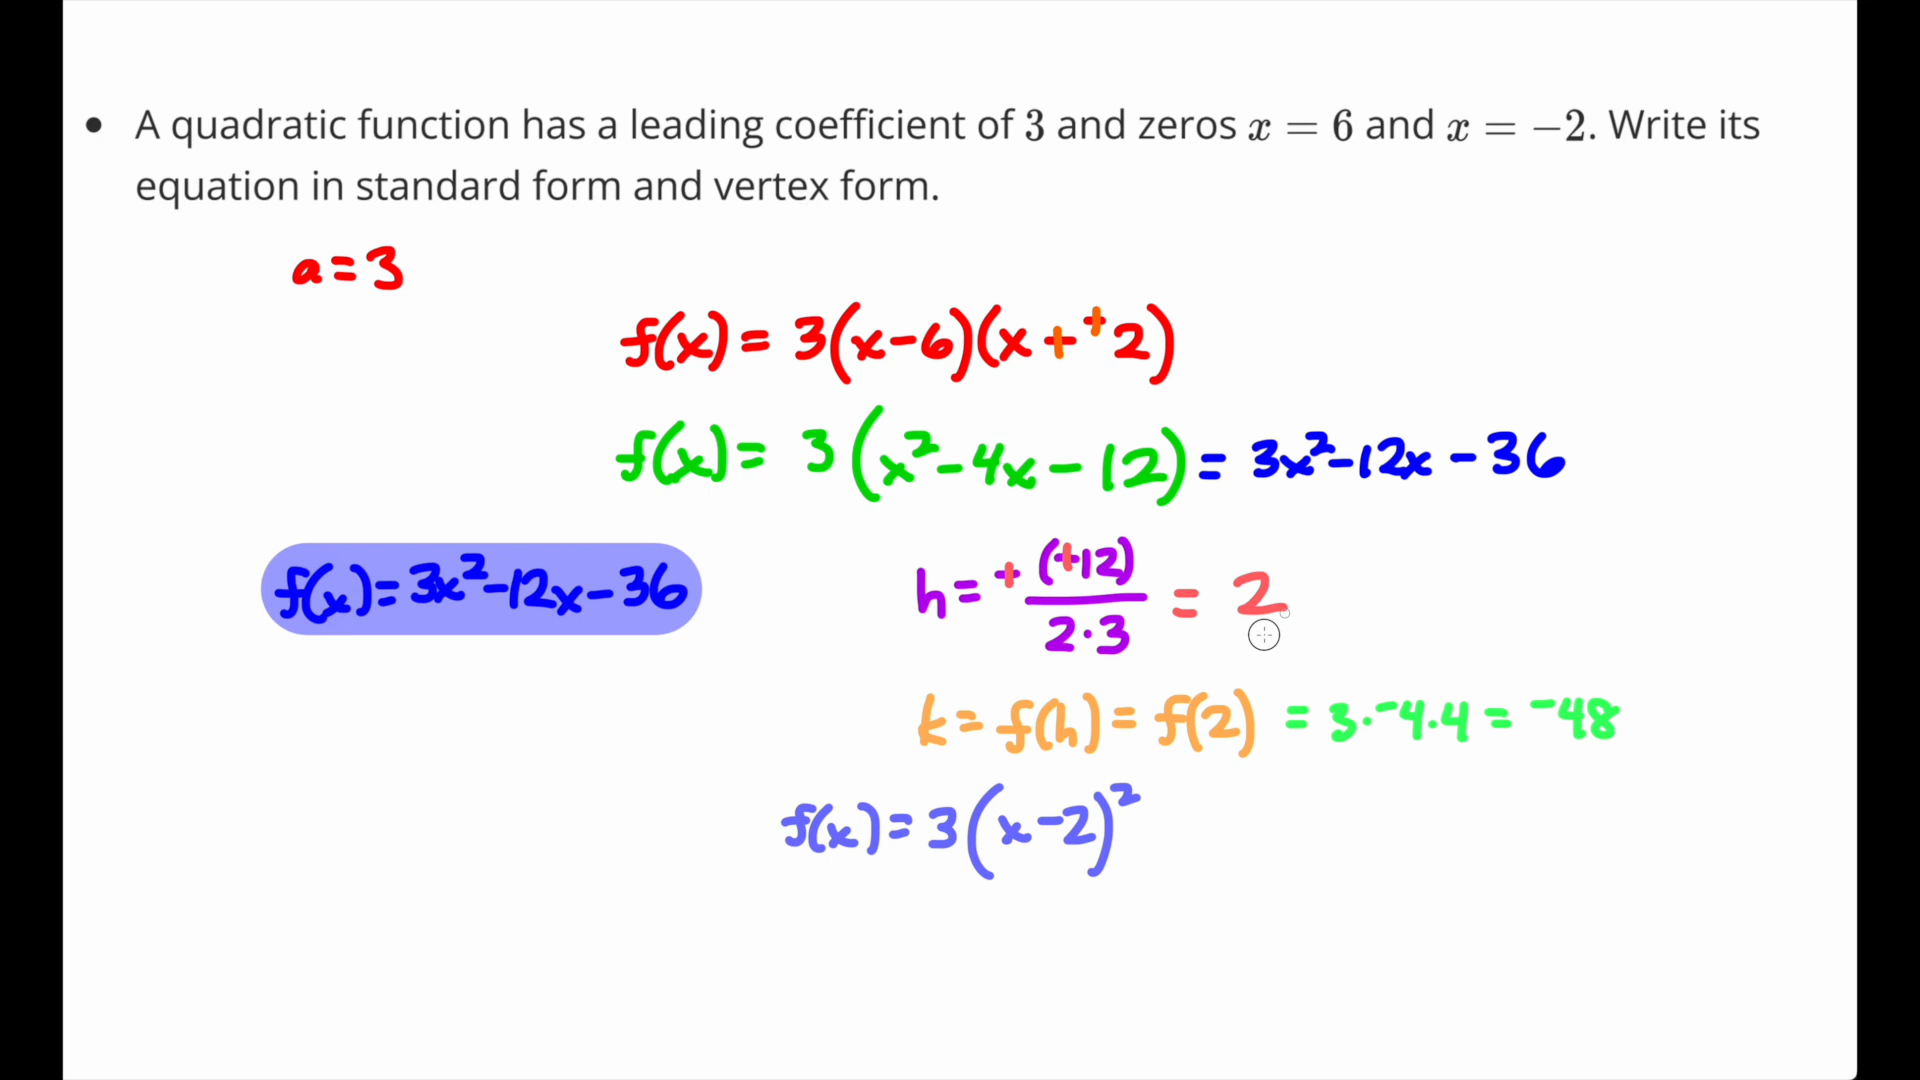 • A quadratic function has a leading coefficient of 3 and zeros x = 6 and x = −2. Write its
equation in standard form and vertex form.
a=3
f(x) = 3(x-6)(x + ⁺2)
f(x) = 3(x²-4x-12) = 3x²-12x-36
f(x)=3x²-12x-36
h= + (+12) / 2·3 = 2
k = f(h) = f(2) = 3·⁻4·4 = ⁻48
f(x) = 3(x-2)²